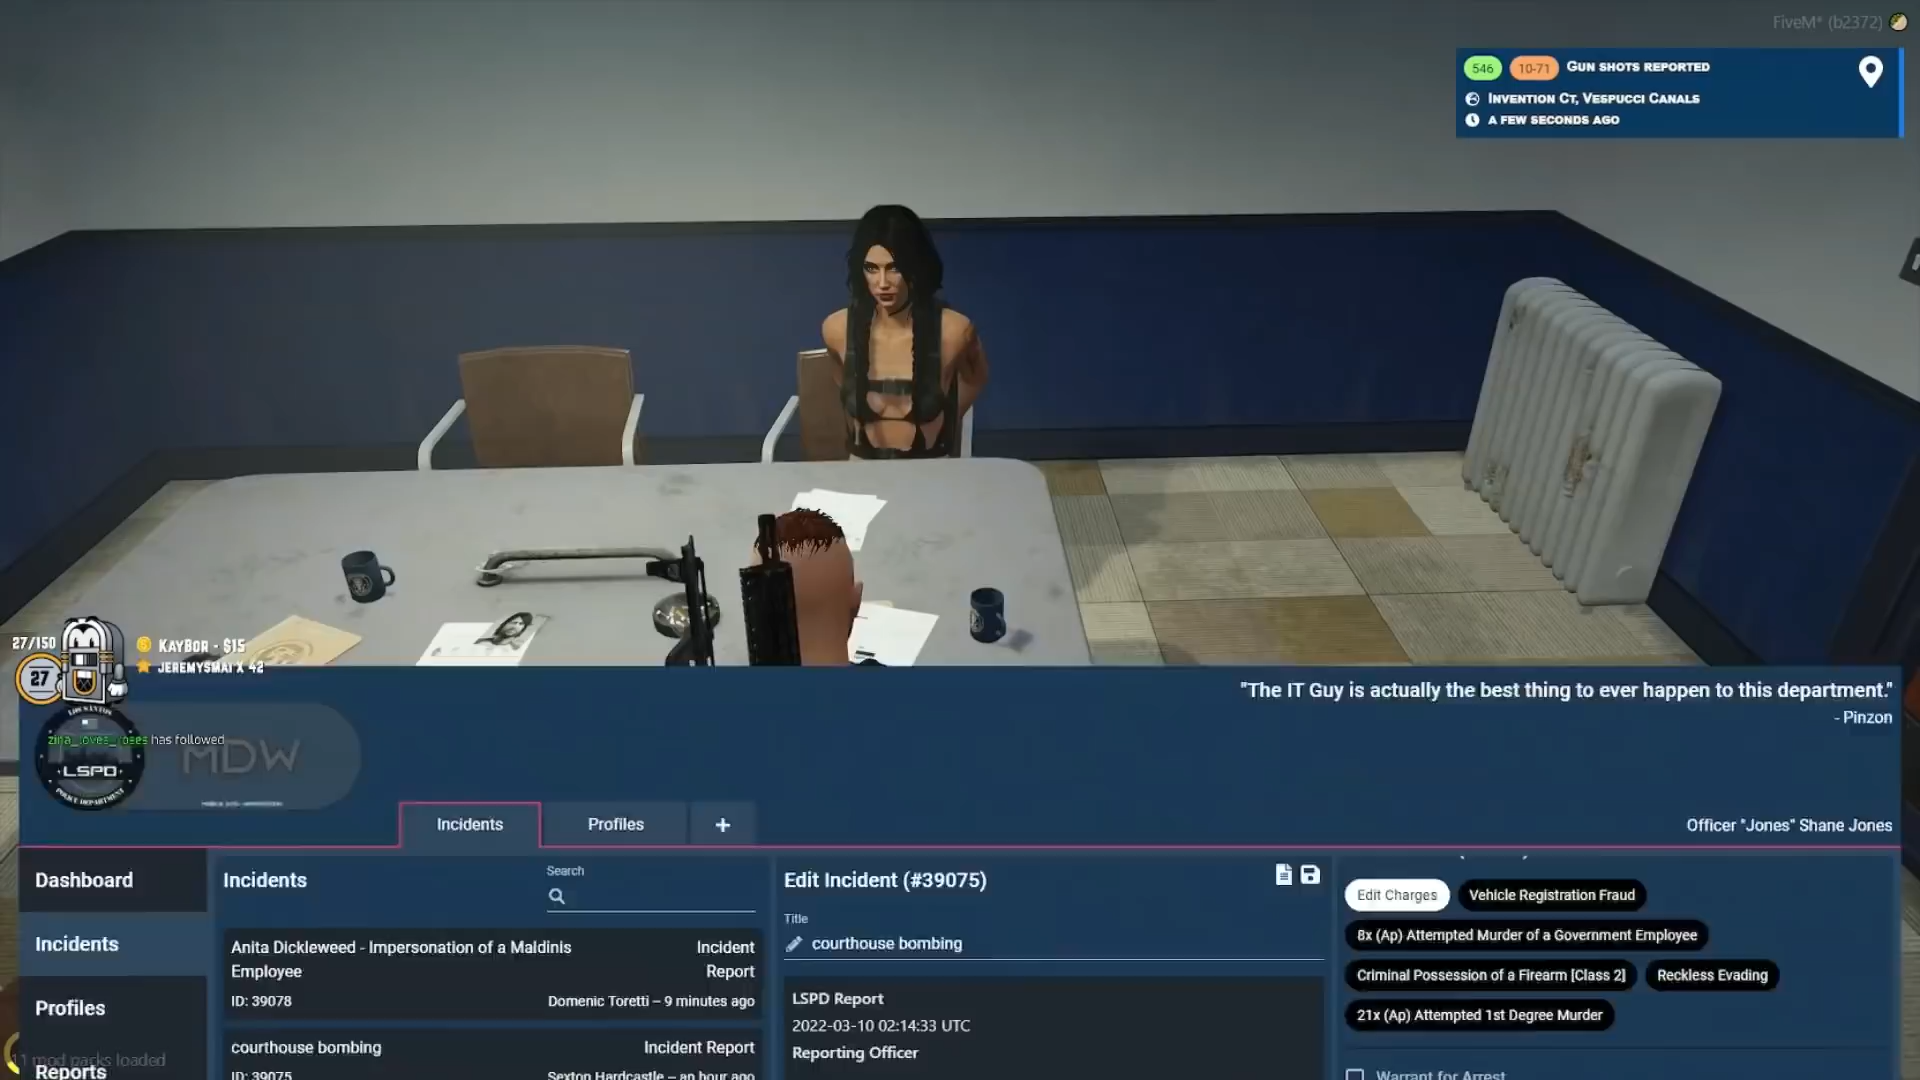 FiveM* (b2372)
546 10-71 Gun shots reported
Invention Ct, Vespucci Canals
a few seconds ago
27/150
27
KayBor - $15
jeremysmai x 42
zina_loves_roses has followed
LSPD
MDW
"The IT Guy is actually the best thing to ever happen to this department."
- Pinzon
Incidents
Profiles
+
Officer "Jones" Shane Jones
Dashboard
Incidents
Profiles
Reports
11 mod packs loaded
Incidents
Search
Anita Dickleweed - Impersonation of a Maldinis Employee
Incident Report
ID: 39078
Domenic Toretti – 9 minutes ago
courthouse bombing
Incident Report
ID: 39075
Sexton Hardcastle – an hour ago
Edit Incident (#39075)
Title
courthouse bombing
LSPD Report
2022-03-10 02:14:33 UTC
Reporting Officer
Edit Charges
Vehicle Registration Fraud
8x (Ap) Attempted Murder of a Government Employee
Criminal Possession of a Firearm [Class 2]
Reckless Evading
21x (Ap) Attempted 1st Degree Murder
Warrant for Arrest